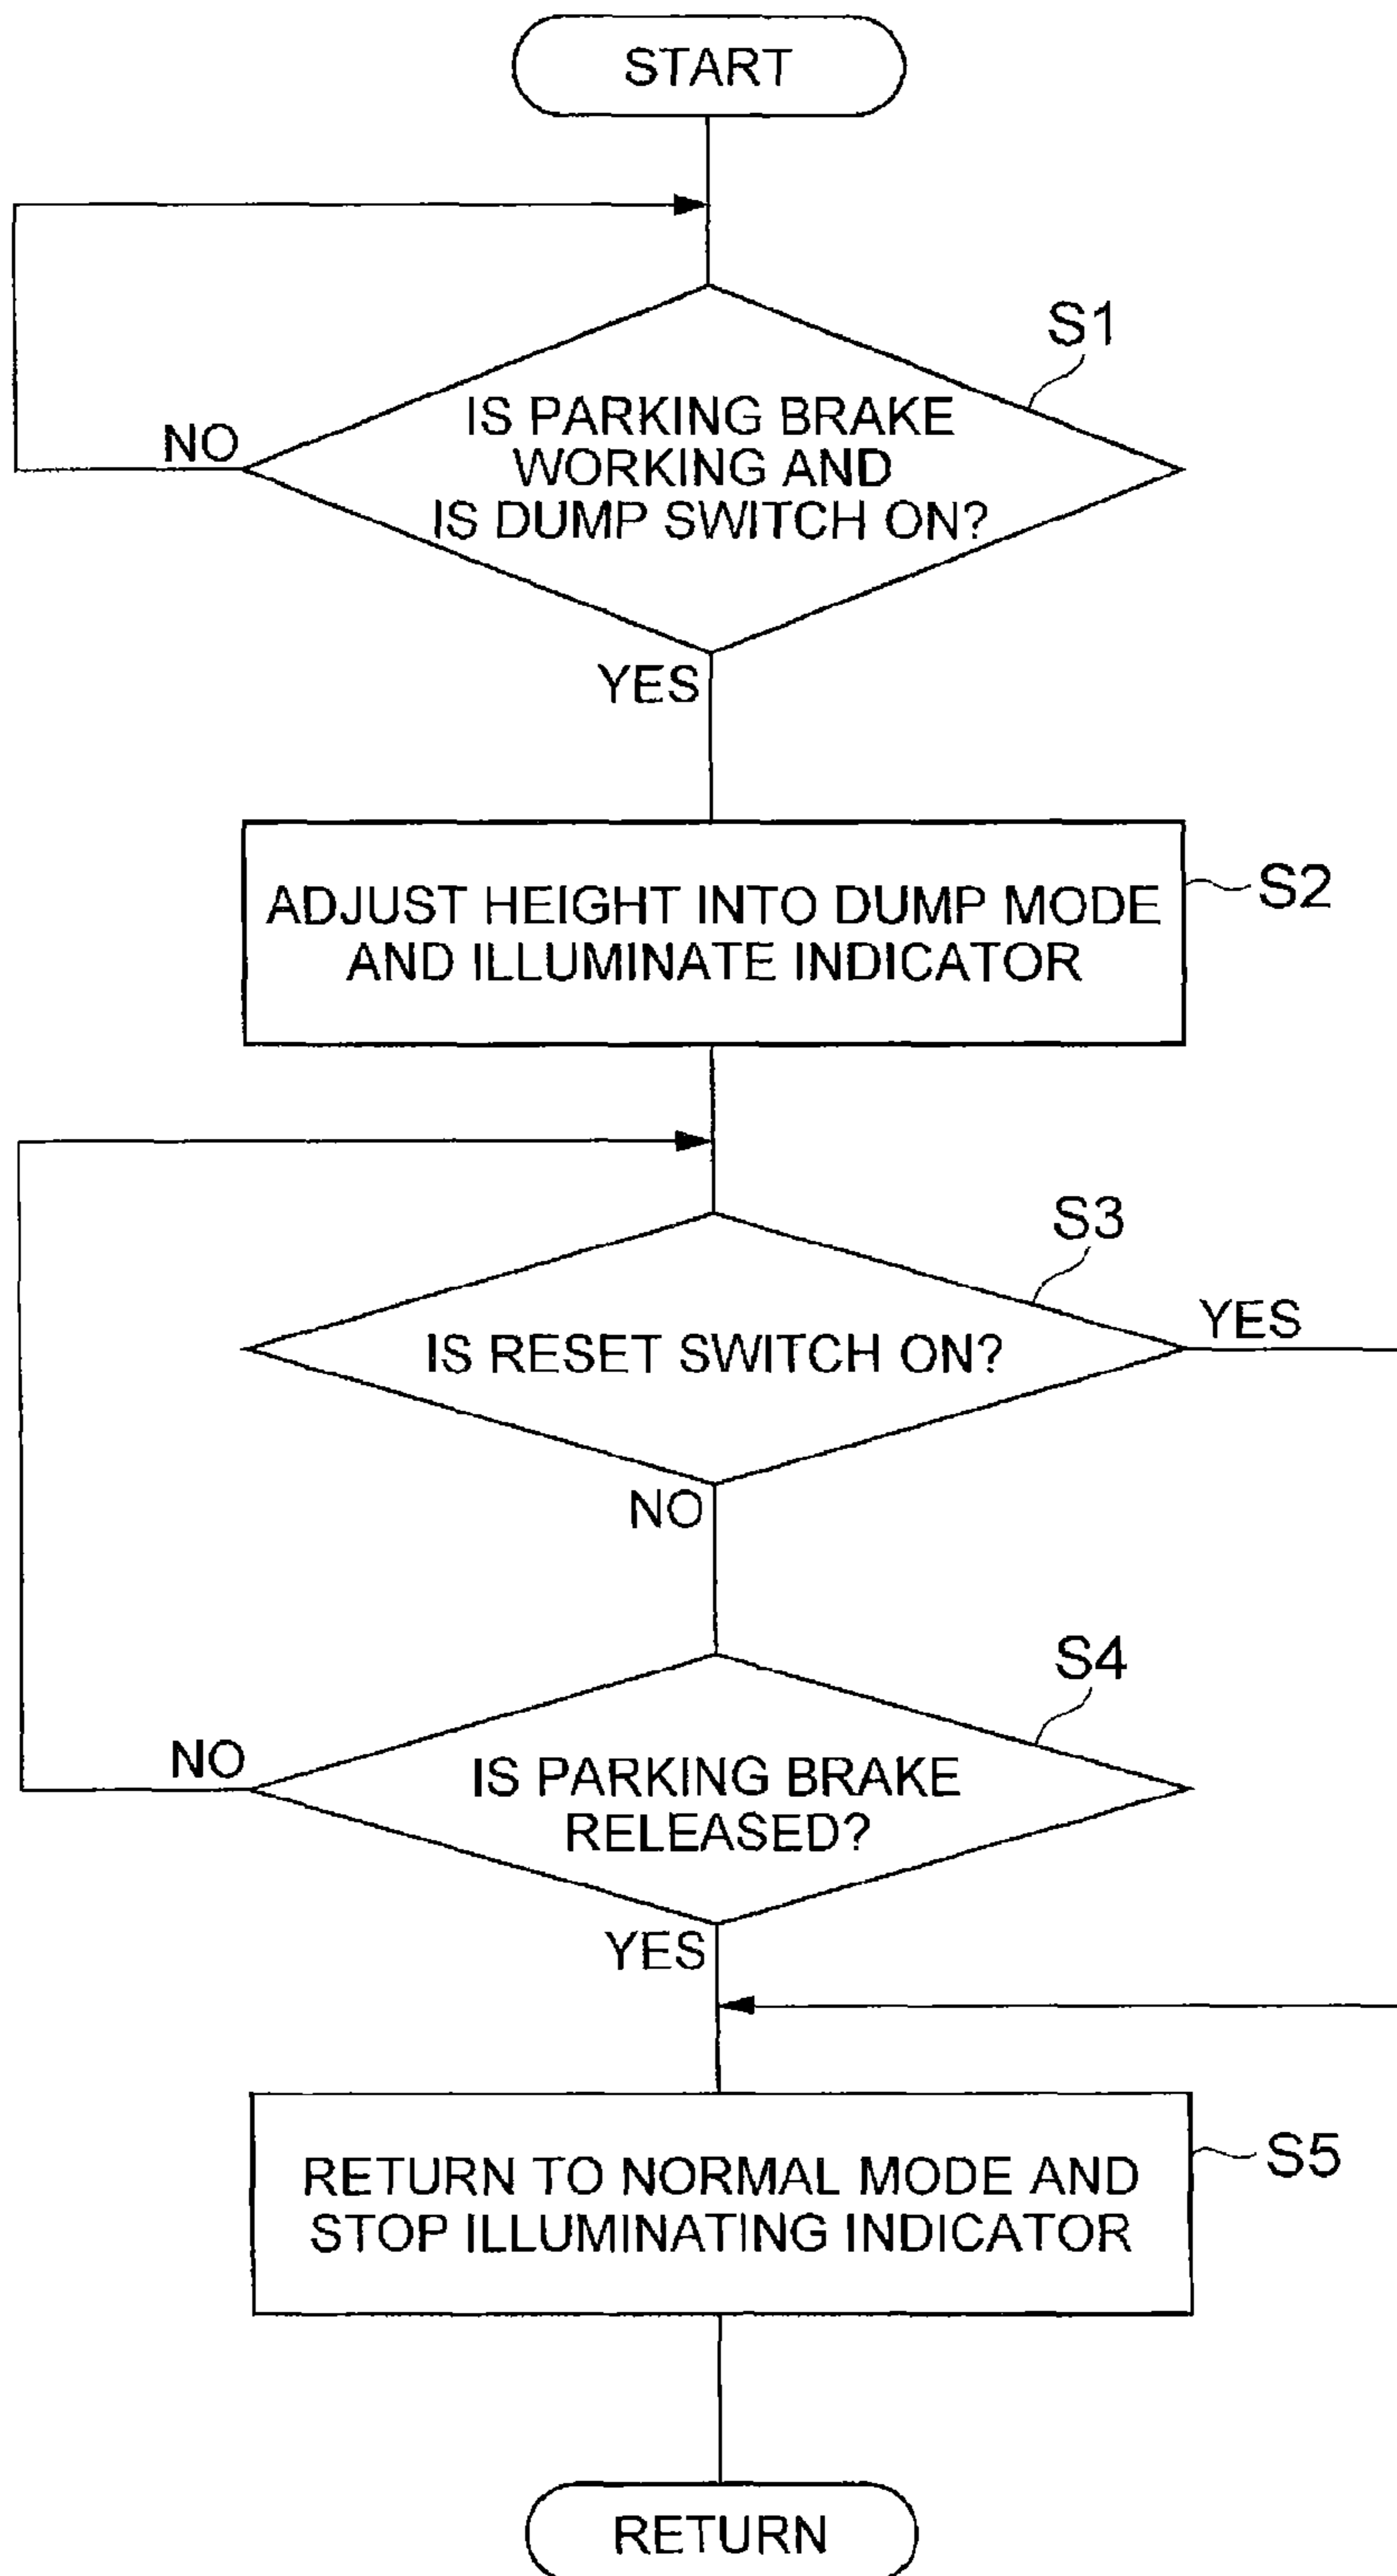 START
S1
IS PARKING BRAKE
WORKING AND
IS DUMP SWITCH ON?
NO
YES
S2
ADJUST HEIGHT INTO DUMP MODE
AND ILLUMINATE INDICATOR
S3
YES
IS RESET SWITCH ON?
NO
S4
NO
IS PARKING BRAKE
RELEASED?
YES
S5
RETURN TO NORMAL MODE AND
STOP ILLUMINATING INDICATOR
RETURN